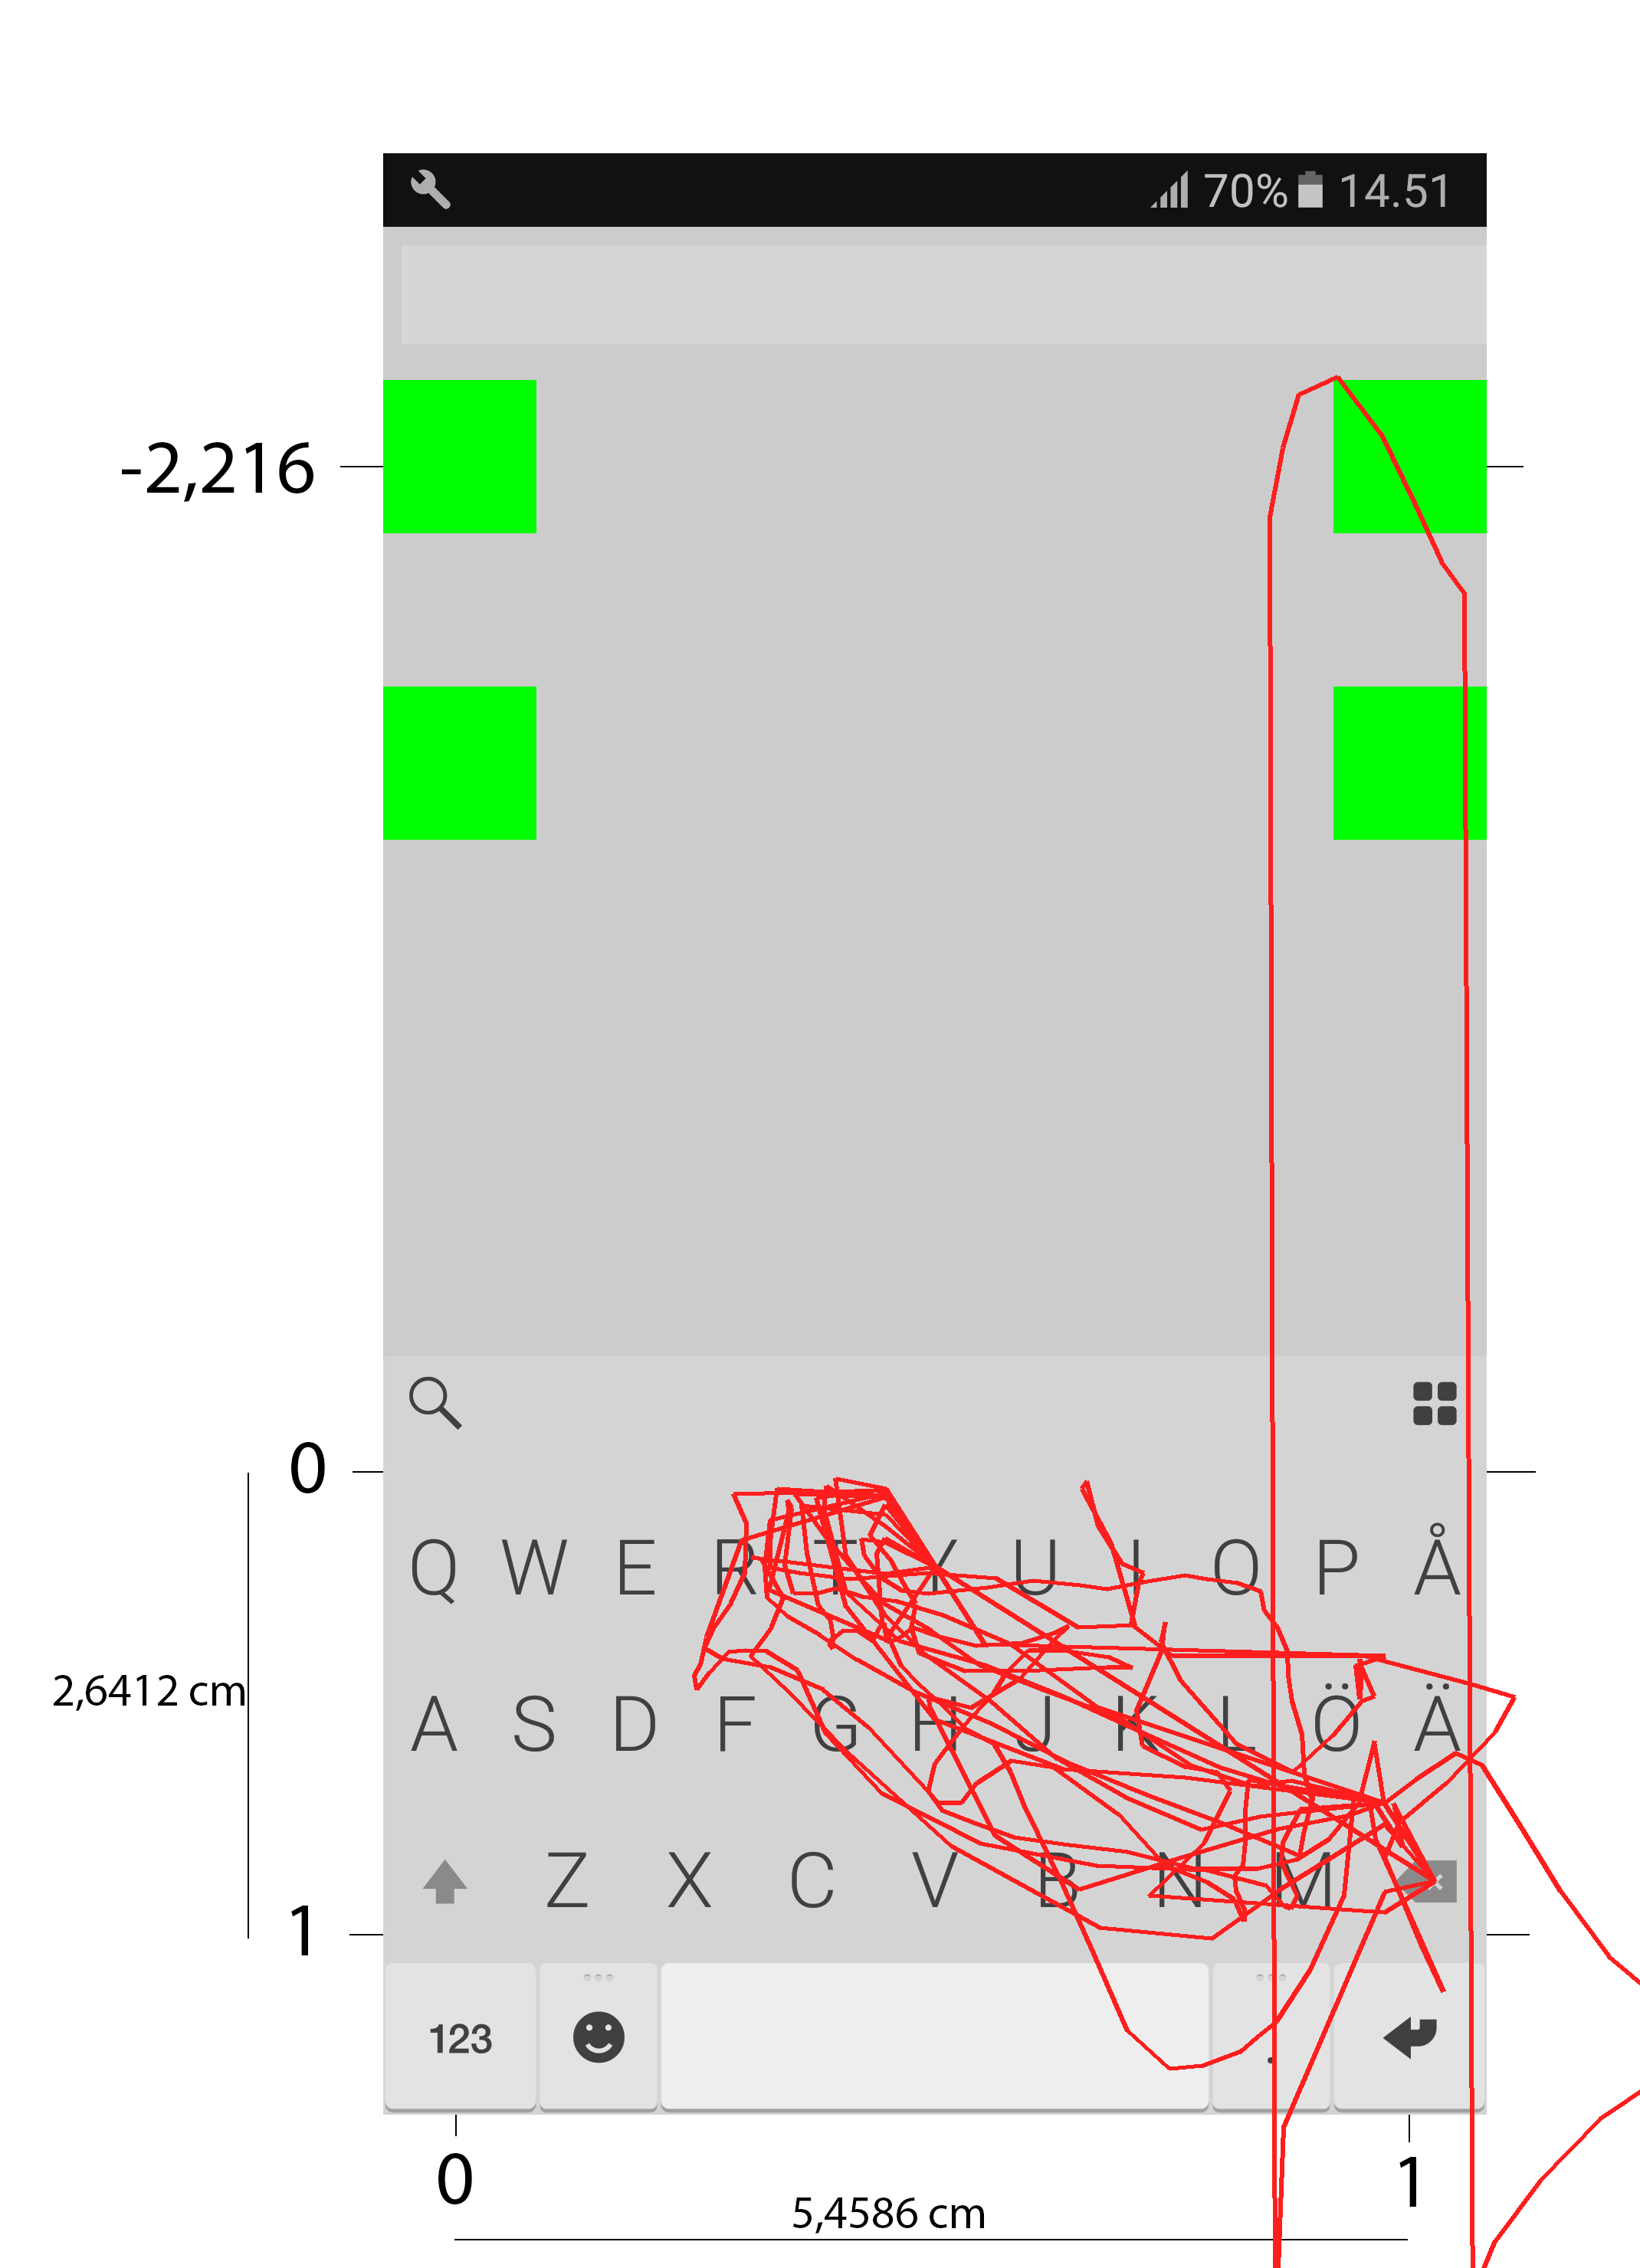 70% 14.51
-2,216
0
Q W E R T Y U I O P Å
2,6412 cm
A S D F G H J K L Ö Ä
Z X C V B N M
1
123 .
0 1
5,4586 cm